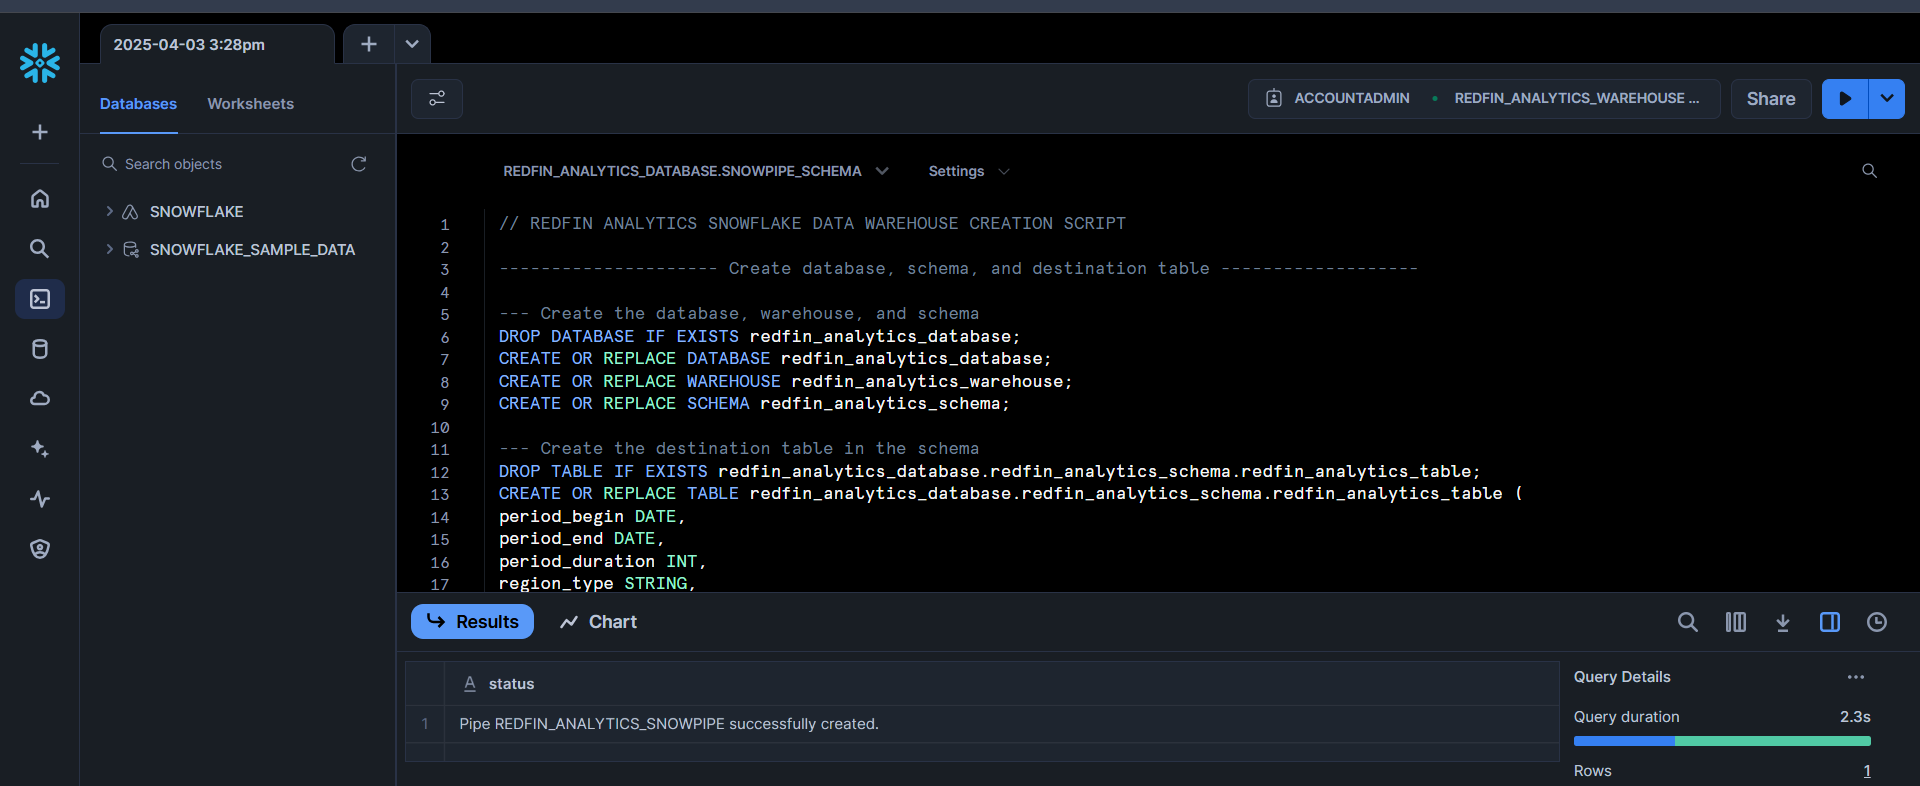 2025-04-03 3:28pm
Databases Worksheets
Search objects
SNOWFLAKE
SNOWFLAKE_SAMPLE_DATA
ACCOUNTADMIN • REDFIN_ANALYTICS_WAREHOUSE ...
Share
REDFIN_ANALYTICS_DATABASE.SNOWPIPE_SCHEMA Settings
1 // REDFIN ANALYTICS SNOWFLAKE DATA WAREHOUSE CREATION SCRIPT
2
3 --------------------- Create database, schema, and destination table -------------------
4
5 --- Create the database, warehouse, and schema
6 DROP DATABASE IF EXISTS redfin_analytics_database;
7 CREATE OR REPLACE DATABASE redfin_analytics_database;
8 CREATE OR REPLACE WAREHOUSE redfin_analytics_warehouse;
9 CREATE OR REPLACE SCHEMA redfin_analytics_schema;
10
11 --- Create the destination table in the schema
12 DROP TABLE IF EXISTS redfin_analytics_database.redfin_analytics_schema.redfin_analytics_table;
13 CREATE OR REPLACE TABLE redfin_analytics_database.redfin_analytics_schema.redfin_analytics_table (
14 period_begin DATE,
15 period_end DATE,
16 period_duration INT,
17 region_type STRING,
Results Chart
A status
1 Pipe REDFIN_ANALYTICS_SNOWPIPE successfully created.
Query Details ...
Query duration 2.3s
Rows 1